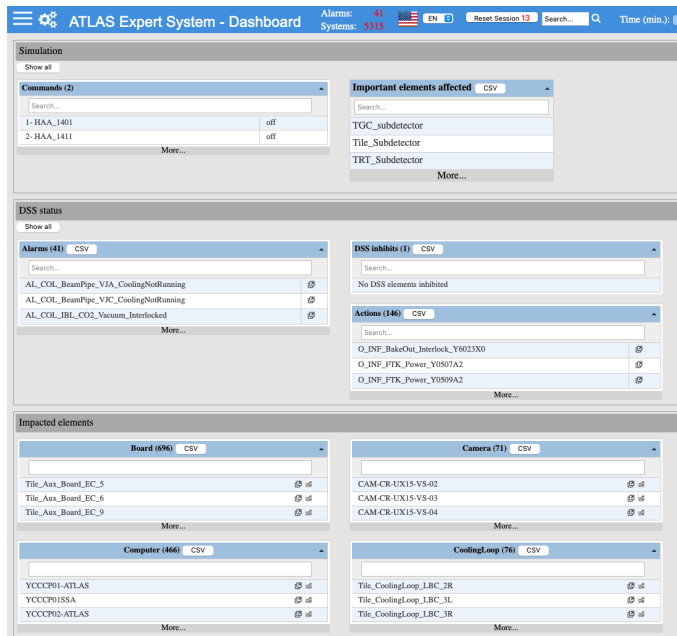 ATLAS Expert System - Dashboard
Alarms: 41
Systems: 5315
EN
Reset Session 13
Search...
Time (min.):
Simulation
Show all
Commands (2)
Search...
1- HAA_1401 off
2- HAA_1411 off
More...
Important elements affected CSV
Search...
TGC_subdetector
Tile_Subdetector
TRT_Subdetector
More...
DSS status
Show all
Alarms (41) CSV
Search...
AL_COL_BeamPipe_VJA_CoolingNotRunning
AL_COL_BeamPipe_VJC_CoolingNotRunning
AL_COL_IBL_CO2_Vacuum_Interlocked
More...
DSS inhibits (1) CSV
Search...
No DSS elements inhibited
Actions (146) CSV
Search...
O_INF_BakeOut_Interlock_Y6023X0
O_INF_FTK_Power_Y0507A2
O_INF_FTK_Power_Y0509A2
More...
Impacted elements
Board (696) CSV
Tile_Aux_Board_EC_5
Tile_Aux_Board_EC_6
Tile_Aux_Board_EC_9
More...
Camera (71) CSV
CAM-CR-UX15-VS-02
CAM-CR-UX15-VS-03
CAM-CR-UX15-VS-04
More...
Computer (466) CSV
YCCCP01-ATLAS
YCCCP01SSA
YCCCP02-ATLAS
More...
CoolingLoop (76) CSV
Tile_CoolingLoop_LBC_2R
Tile_CoolingLoop_LBC_3L
Tile_CoolingLoop_LBC_3R
More...